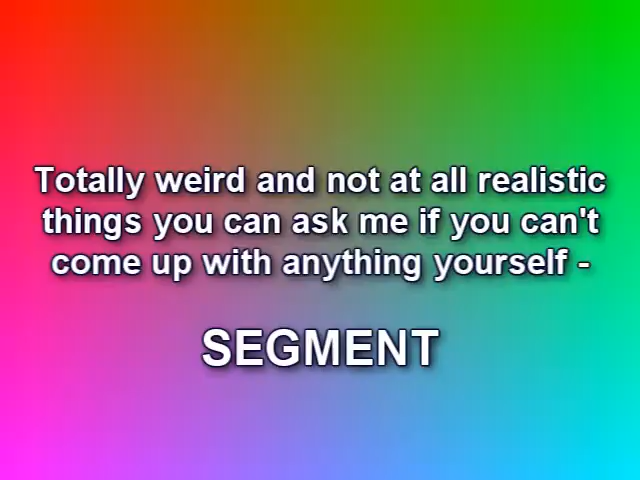 Totally weird and not at all realistic
things you can ask me if you can't
come up with anything yourself -
SEGMENT